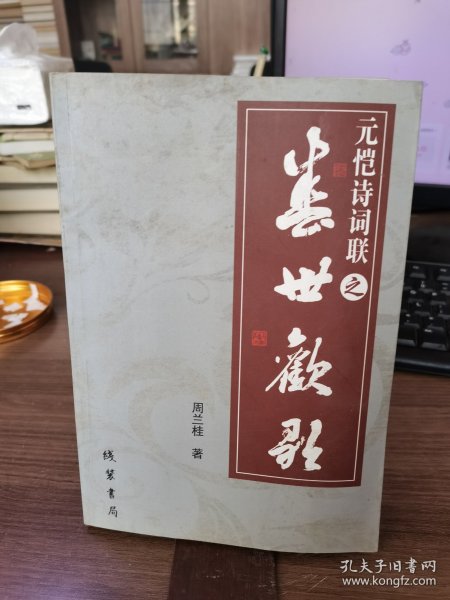 元恺诗词联之
盛世欢歌
周兰桂 著
线装书局
孔夫子旧书网
www.kongfz.com